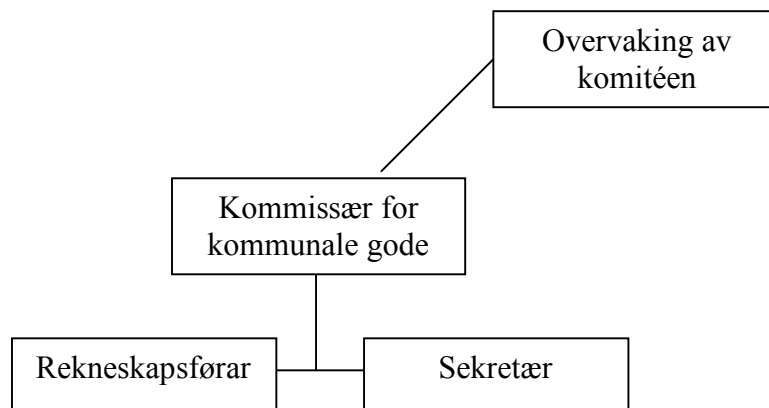 Overvaking av
komitéen
Kommissær for
kommunale gode
Rekneskapsførar
Sekretær